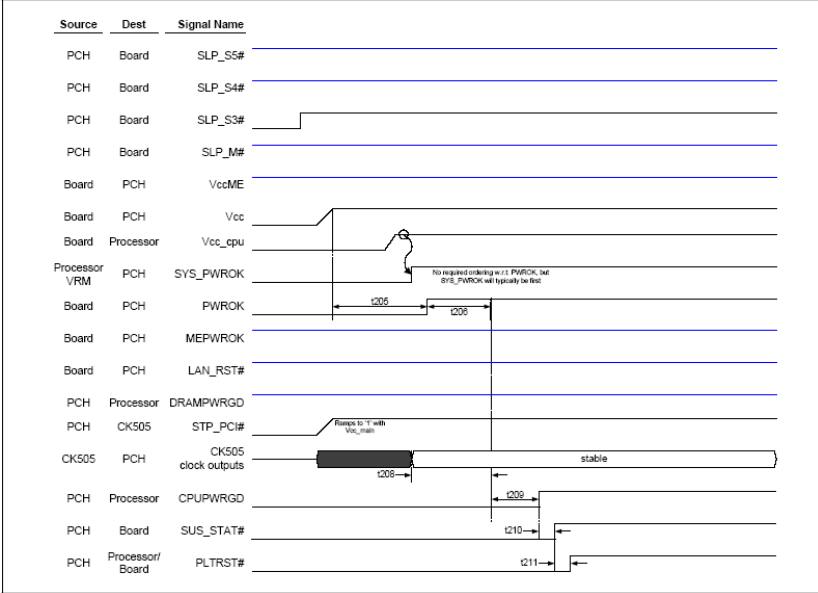 Source Dest Signal Name
PCH Board SLP_S5#
PCH Board SLP_S4#
PCH Board SLP_S3#
PCH Board SLP_M#
Board PCH VccME
Board PCH Vcc
Board Processor Vcc_cpu
Processor VRM PCH SYS_PWROK
No required ordering w.r.t. PWROK, but
SYS_PWROK will typically be first
Board PCH PWROK
t205
t206
Board PCH MEPWROK
Board PCH LAN_RST#
PCH Processor DRAMPWRGD
PCH CK505 STP_PCI#
Ramps to '1' with
Vcc_main
CK505 PCH CK505 clock outputs
stable
t208
PCH Processor CPUPWRGD
t209
PCH Board SUS_STAT#
t210
PCH Processor/ Board PLTRST#
t211